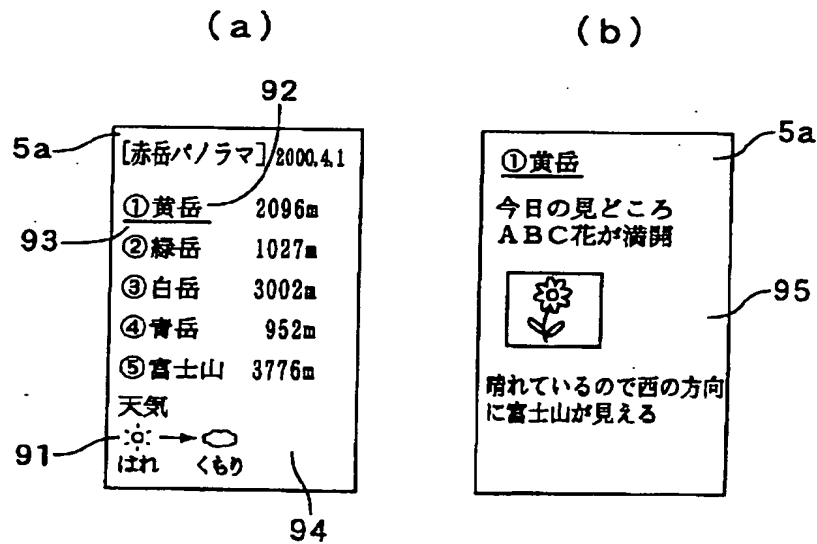 (a)
92
5a
[赤岳パノラマ] 2000.4.1
①黄岳 2096m
93
②緑岳 1027m
③白岳 3002m
④青岳 952m
⑤富士山 3776m
天気
91
はれ くもり
94
(b)
5a
①黄岳
今日の見どころ
ABC花が満開
95
晴れているので西の方向
に富士山が見える